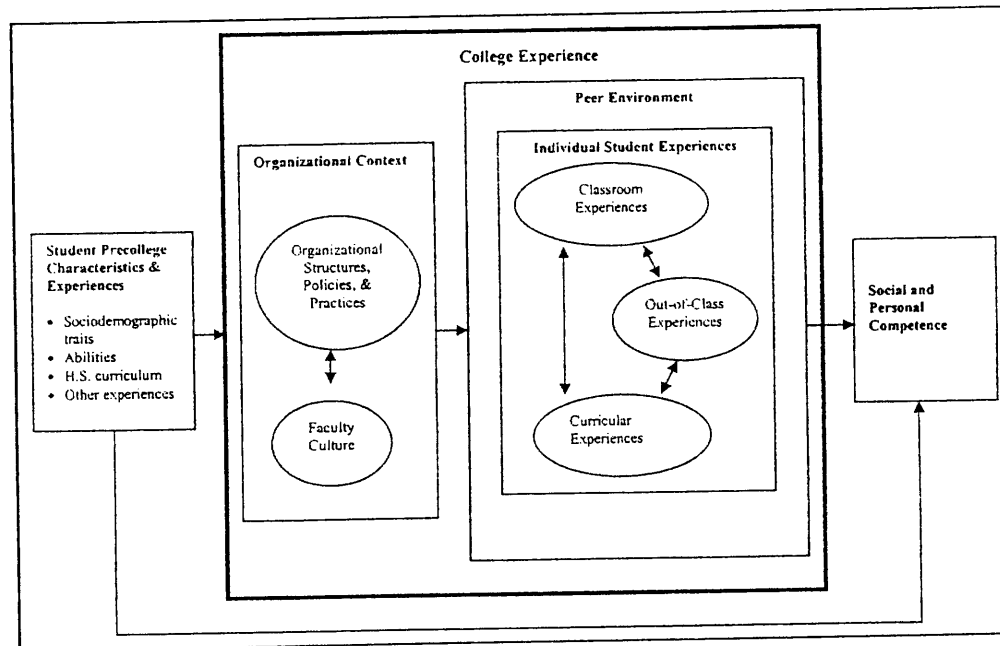 College Experience
Peer Environment
Organizational Context
Individual Student Experiences
Classroom
Experiences
Student Precollege
Characteristics &
Experiences
• Sociodemographic
traits
• Abilities
• H.S. curriculum
• Other experiences
Organizational
Structures,
Policies, &
Practices
Out-of-Class
Experiences
Social and
Personal
Competence
Faculty
Culture
Curricular
Experiences